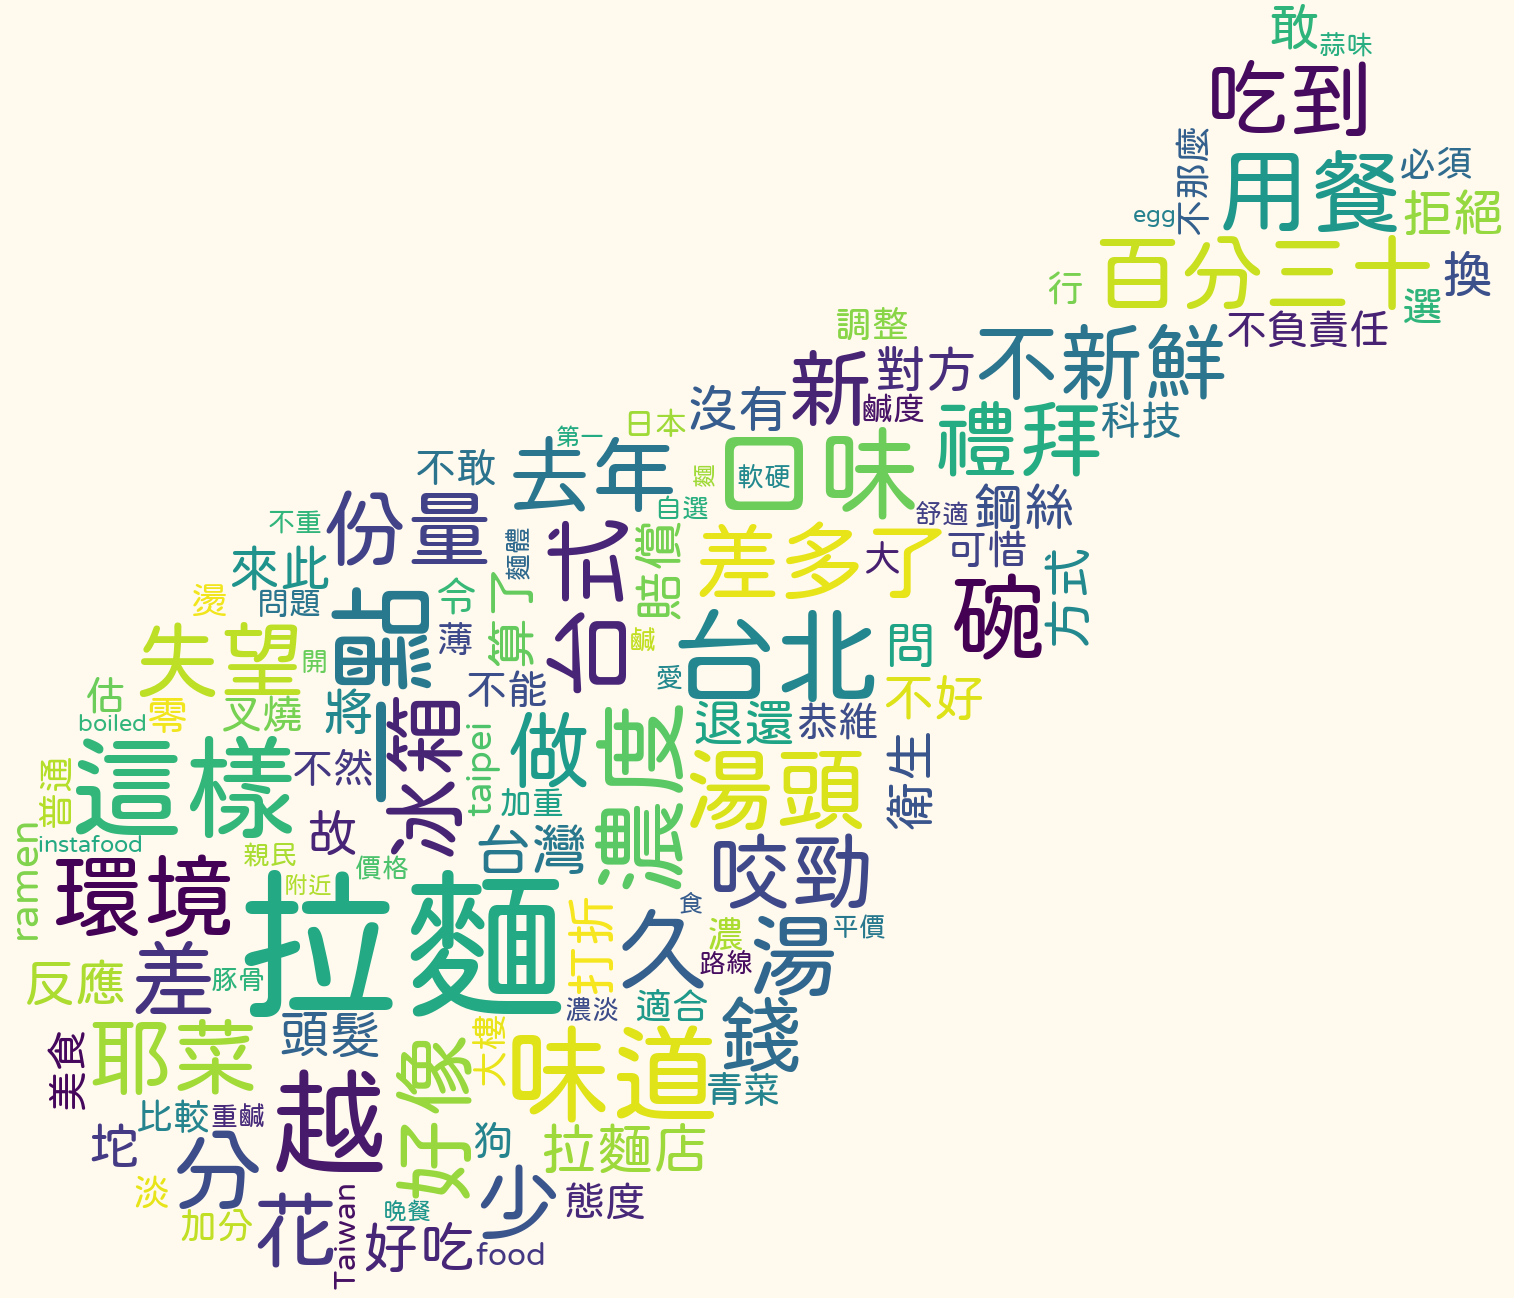 敢
蒜味
吃到
不那麼
用餐
必須
egg
拒絕
百分三十
換
行
選
調整
不負責任
不新鮮
新
對方
沒有
鹹度
日本
禮拜
科技
第一
去年
口味
不敢
麵
軟硬
自選
舒適
鋼絲
份量
不重
麵體
台式
賠償
差多了
大
可惜
來此
問題
燙
點
令
算了
碗
方式
薄
鹹
台北
問
失望
開
愛
不能
不好
估
零
叉燒
將
boiled
一
冰箱
taipei
做
濃度
退還
恭維
這樣
不然
普通
湯頭
衛生
加重
故
instafood
ramen
台灣
親民
價格
咬勁
環境
附近
拉麵
打折
久
食
濃
湯
平價
路線
反應
差
豚骨
濃淡
適合
錢
美食
耶菜
頭髮
好像
大樓
味道
青菜
比較
重鹹
越
坨
分
狗
拉麵店
淡
花
少
態度
加分
Taiwan
晚餐
好吃
food